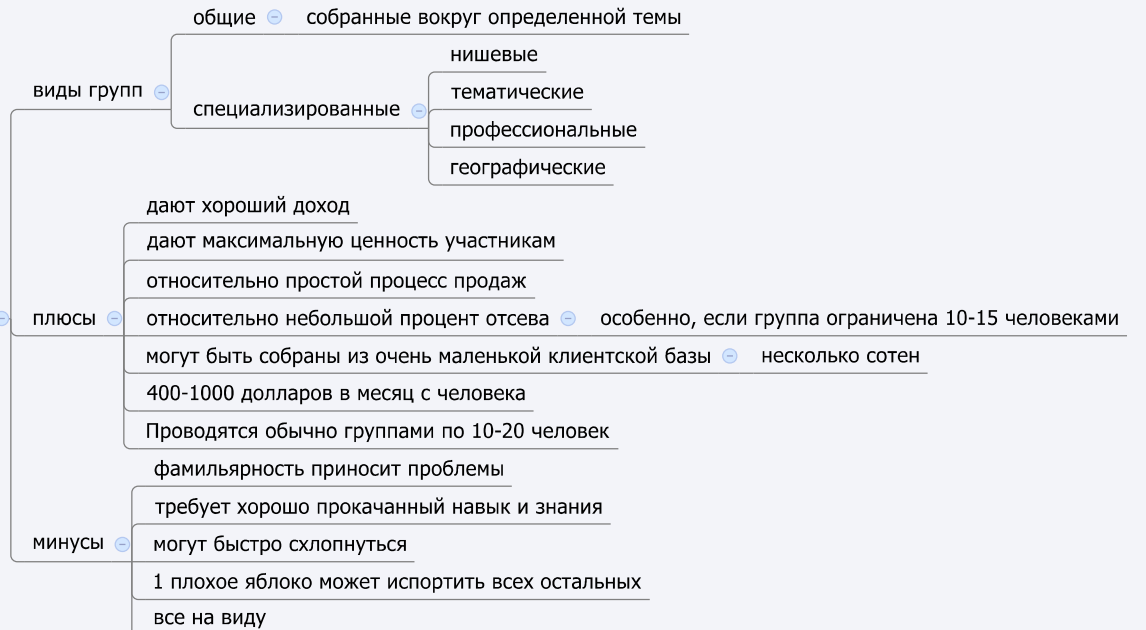 общие
собранные вокруг определенной темы
виды групп
специализированные
нишевые
тематические
профессиональные
географические
плюсы
дают хороший доход
дают максимальную ценность участникам
относительно простой процесс продаж
относительно небольшой процент отсева
особенно, если группа ограничена 10-15 человеками
могут быть собраны из очень маленькой клиентской базы
несколько сотен
400-1000 долларов в месяц с человека
Проводятся обычно группами по 10-20 человек
минусы
фамильярность приносит проблемы
требует хорошо прокачанный навык и знания
могут быстро схлопнуться
1 плохое яблоко может испортить всех остальных
все на виду